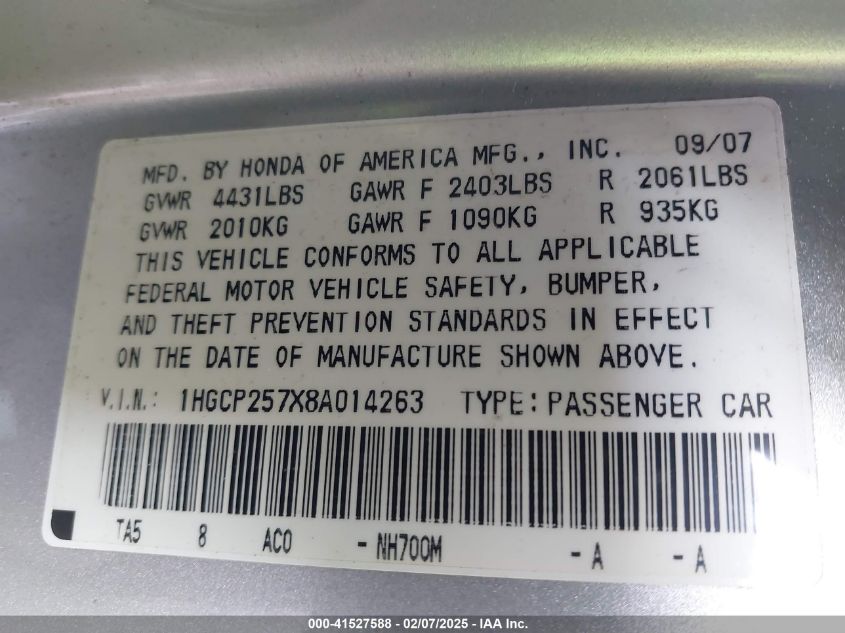 MFD. BY HONDA OF AMERICA MFG., INC. 09/07
GVWR 4431LBS GAWR F 2403LBS R 2061LBS
GVWR 2010KG GAWR F 1090KG R 935KG
THIS VEHICLE CONFORMS TO ALL APPLICABLE
FEDERAL MOTOR VEHICLE SAFETY, BUMPER,
AND THEFT PREVENTION STANDARDS IN EFFECT
ON THE DATE OF MANUFACTURE SHOWN ABOVE.
V.I.N.: 1HGCP257X8A014263 TYPE: PASSENGER CAR
TA5 8 AC0 - NH700M - A - A
000-41527588 - 02/07/2025 - IAA Inc.